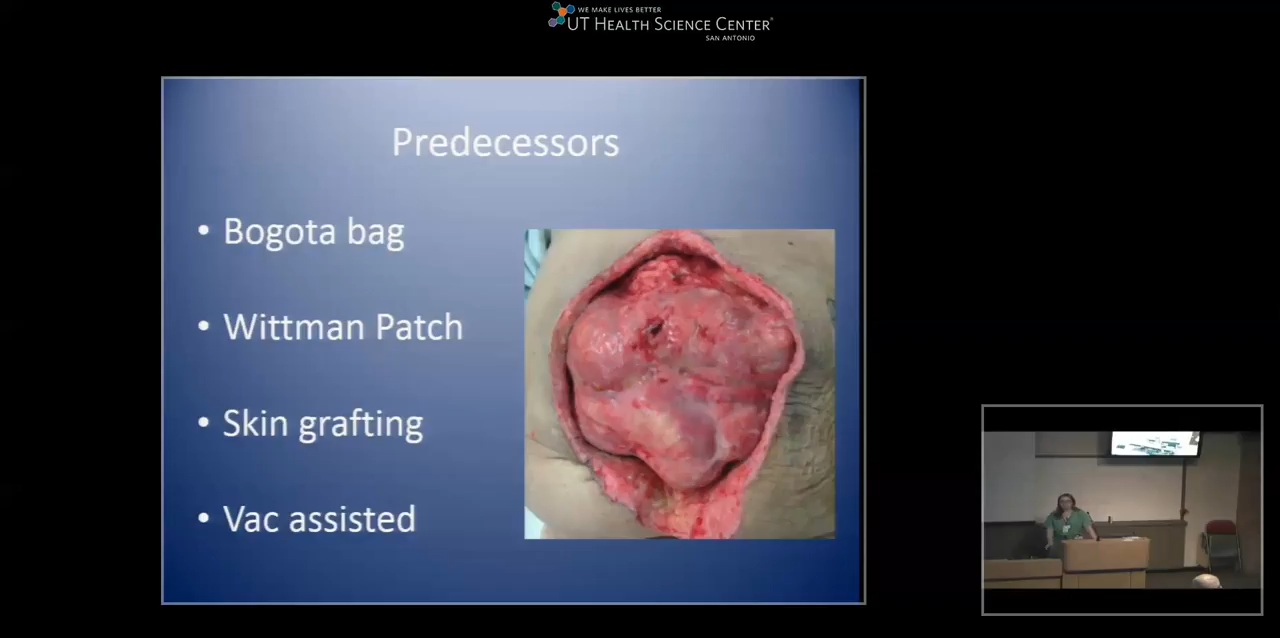 WE MAKE LIVES BETTER
UT HEALTH SCIENCE CENTER®
SAN ANTONIO
Predecessors
• Bogota bag
• Wittman Patch
• Skin grafting
• Vac assisted